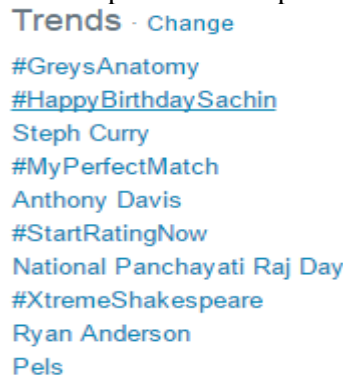 Trends · Change
#GreysAnatomy
#HappyBirthdaySachin
Steph Curry
#MyPerfectMatch
Anthony Davis
#StartRatingNow
National Panchayati Raj Day
#XtremeShakespeare
Ryan Anderson
Pels